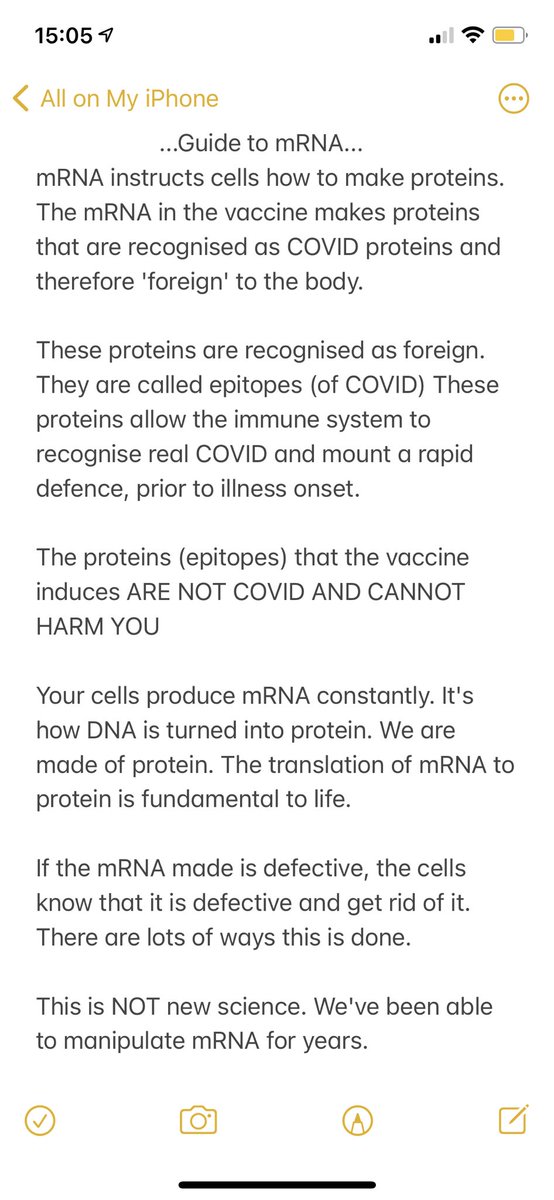 15:05
All on My iPhone
...Guide to mRNA...
mRNA instructs cells how to make proteins.
The mRNA in the vaccine makes proteins
that are recognised as COVID proteins and
therefore 'foreign' to the body.
These proteins are recognised as foreign.
They are called epitopes (of COVID) These
proteins allow the immune system to
recognise real COVID and mount a rapid
defence, prior to illness onset.
The proteins (epitopes) that the vaccine
induces ARE NOT COVID AND CANNOT
HARM YOU
Your cells produce mRNA constantly. It's
how DNA is turned into protein. We are
made of protein. The translation of mRNA to
protein is fundamental to life.
If the mRNA made is defective, the cells
know that it is defective and get rid of it.
There are lots of ways this is done.
This is NOT new science. We've been able
to manipulate mRNA for years.